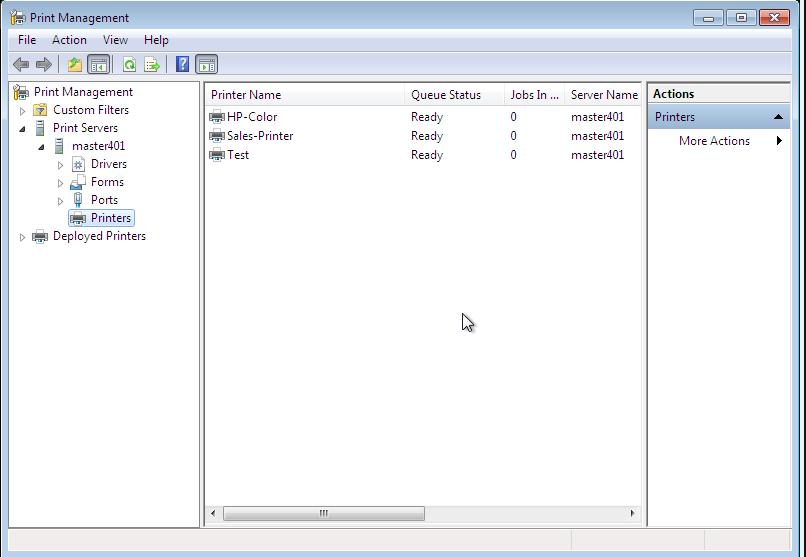 Print Management
File Action View Help
Print Management
Custom Filters
Print Servers
master401
Drivers
Forms
Ports
Printers
Deployed Printers
Printer Name Queue Status Jobs In ... Server Name
HP-Color Ready 0 master401
Sales-Printer Ready 0 master401
Test Ready 0 master401
Actions
Printers
More Actions